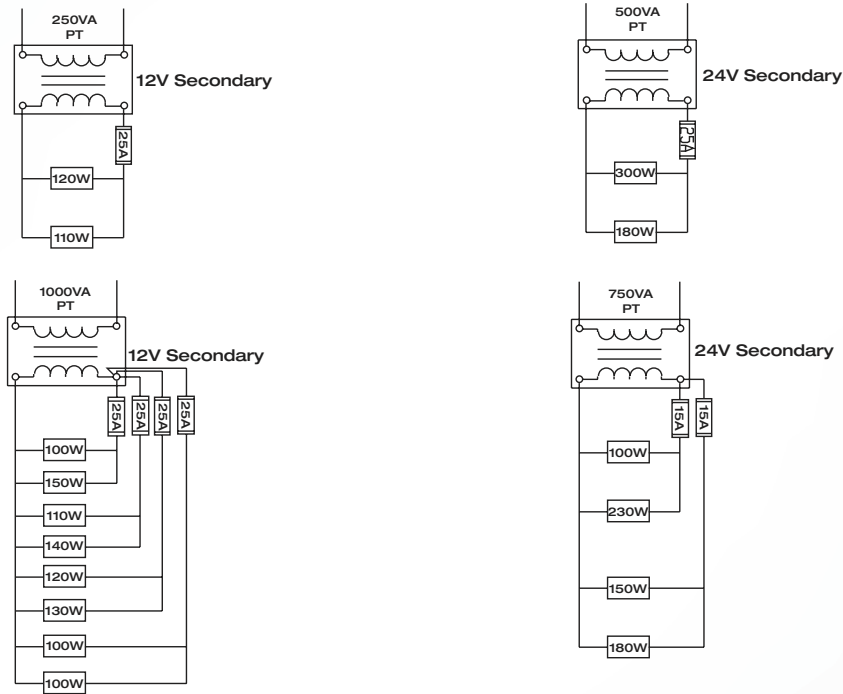 250VA
PT
12V Secondary
25A
120W
110W
500VA
PT
24V Secondary
25A
300W
180W
1000VA
PT
12V Secondary
25A
25A
25A
25A
100W
150W
110W
140W
120W
130W
100W
100W
750VA
PT
24V Secondary
15A
15A
100W
230W
150W
180W